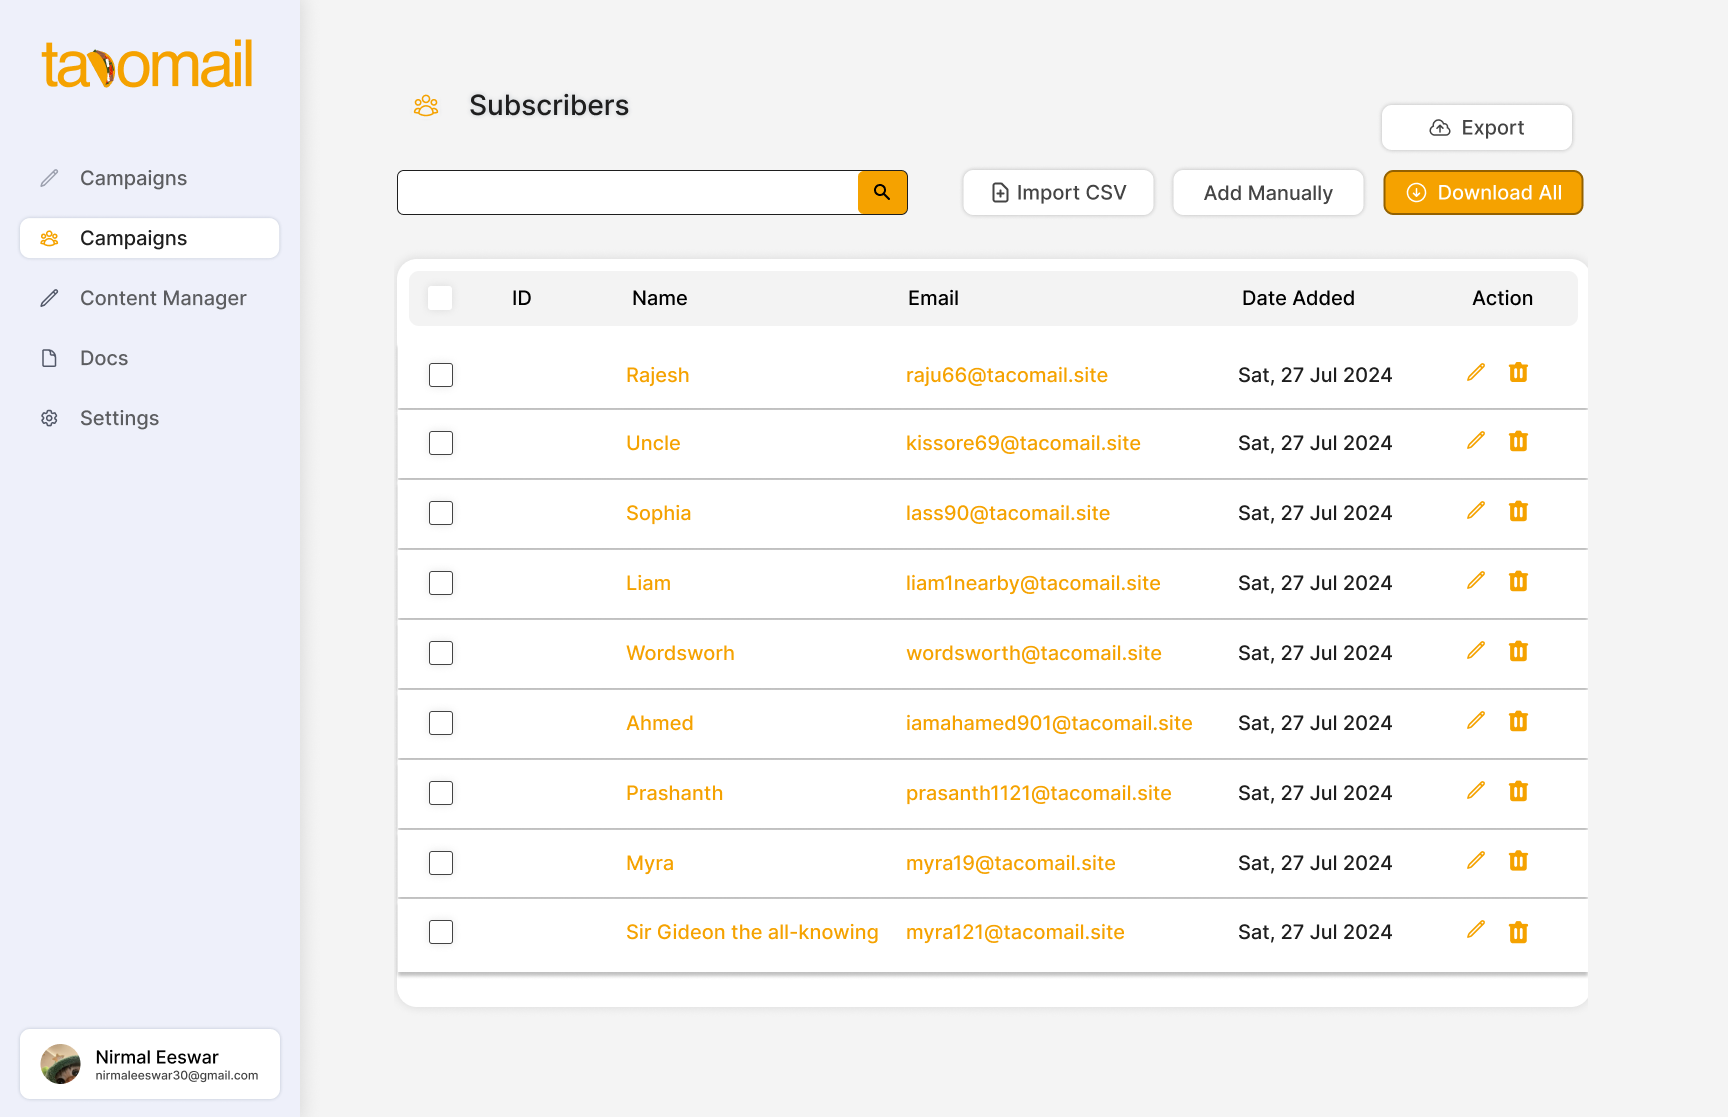 tacomail
Campaigns
Campaigns
Content Manager
Docs
Settings
Nirmal Eeswar
nirmaleeswar30@gmail.com
Subscribers
Export
Import CSV
Add Manually
Download All
ID Name Email Date Added Action
Rajesh raju66@tacomail.site Sat, 27 Jul 2024
Uncle kissore69@tacomail.site Sat, 27 Jul 2024
Sophia lass90@tacomail.site Sat, 27 Jul 2024
Liam liam1nearby@tacomail.site Sat, 27 Jul 2024
Wordsworh wordsworth@tacomail.site Sat, 27 Jul 2024
Ahmed iamahamed901@tacomail.site Sat, 27 Jul 2024
Prashanth prasanth1121@tacomail.site Sat, 27 Jul 2024
Myra myra19@tacomail.site Sat, 27 Jul 2024
Sir Gideon the all-knowing myra121@tacomail.site Sat, 27 Jul 2024